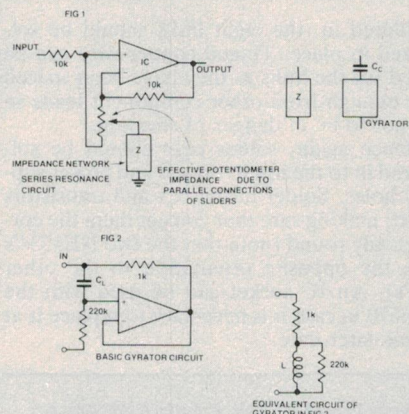 FIG 1
INPUT
10k
+
-
IC
OUTPUT
10k
Z
CC
Z
GYRATOR
IMPEDANCE NETWORK
SERIES RESONANCE
CIRCUIT
EFFECTIVE POTENTIOMETER
IMPEDANCE DUE TO
PARALLEL CONNECTIONS
OF SLIDERS
FIG 2
IN
1k
CL
220k
+
-
BASIC GYRATOR CIRCUIT
L
220k
EQUIVALENT CIRCUIT OF
GYRATOR IN FIG 2